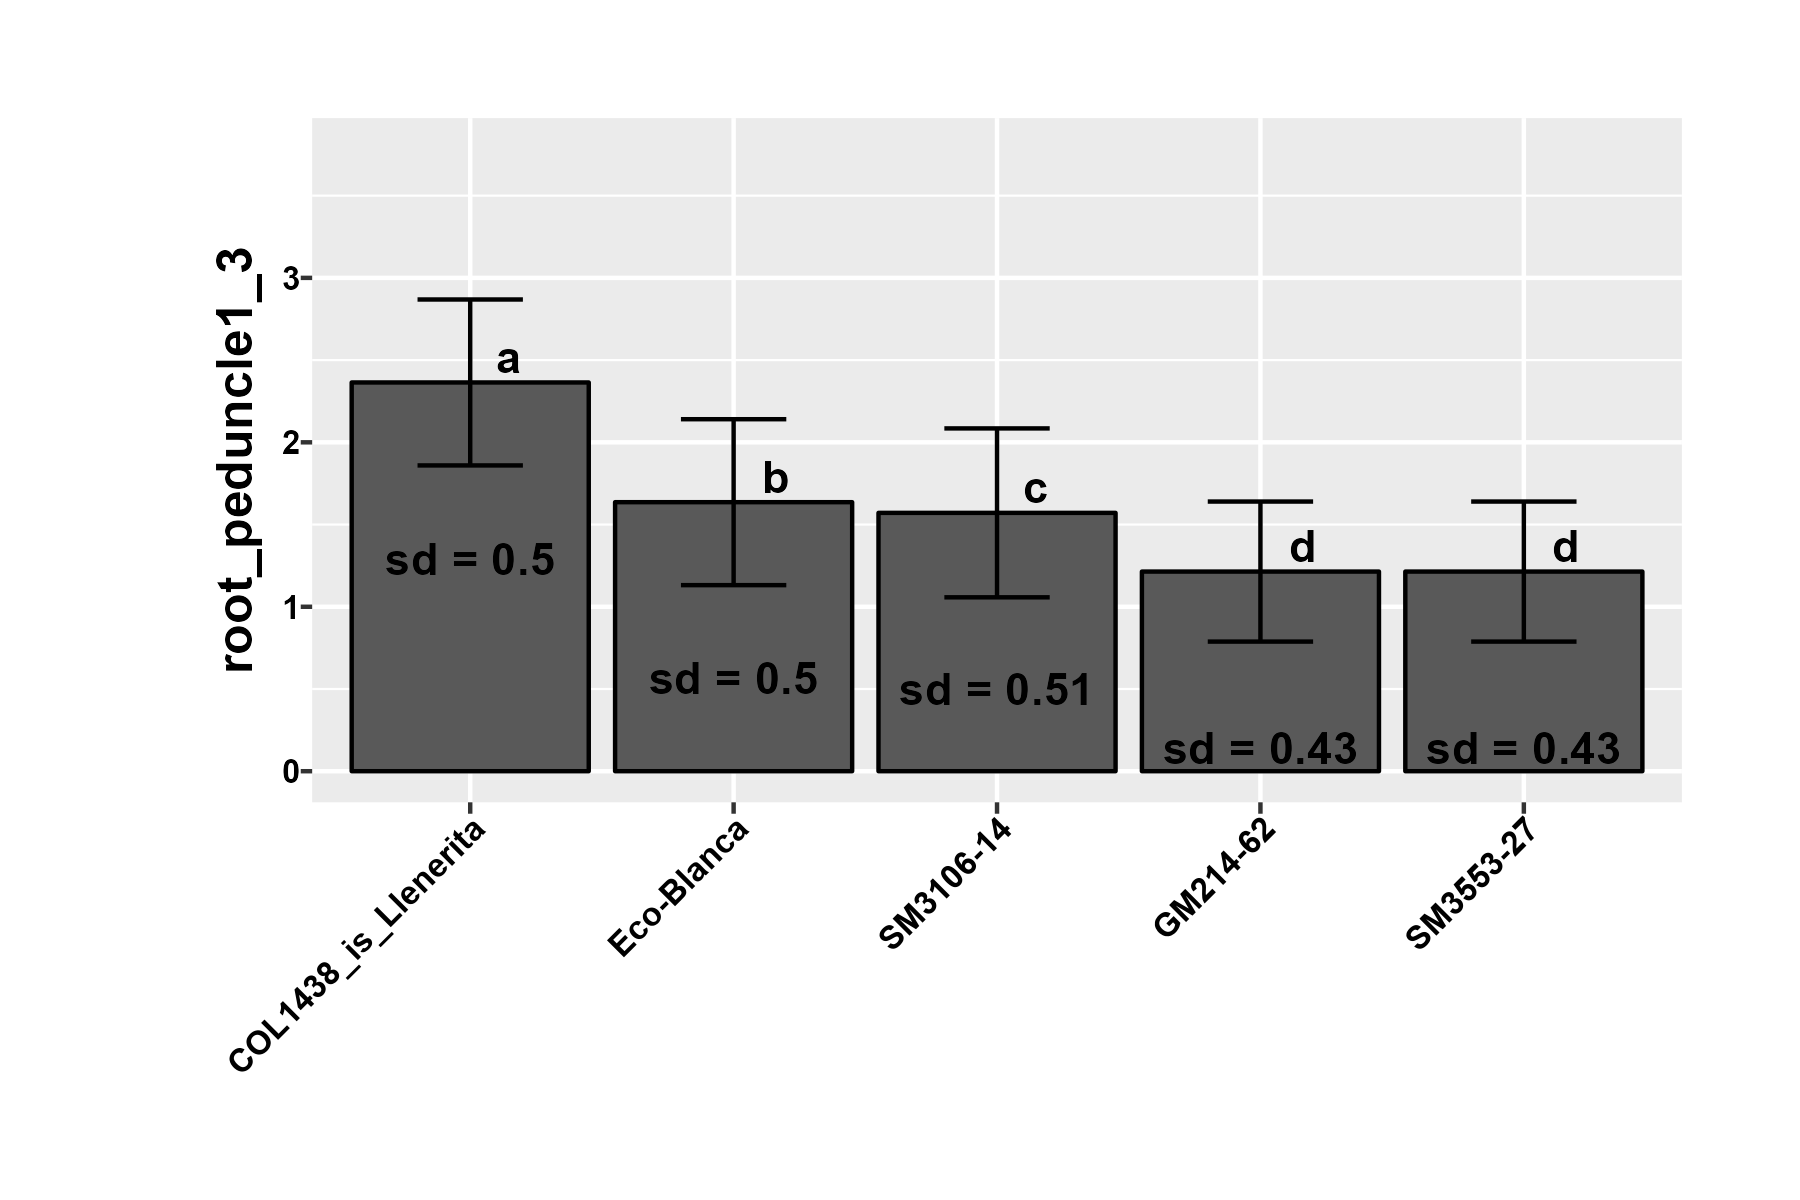 root_peduncle1_3
3
2
1
0
a
b
c
d
d
sd = 0.5
sd = 0.5
sd = 0.51
sd = 0.43
sd = 0.43
COL1438_is_Llenerita
Eco-Blanca
SM3106-14
GM214-62
SM3553-27